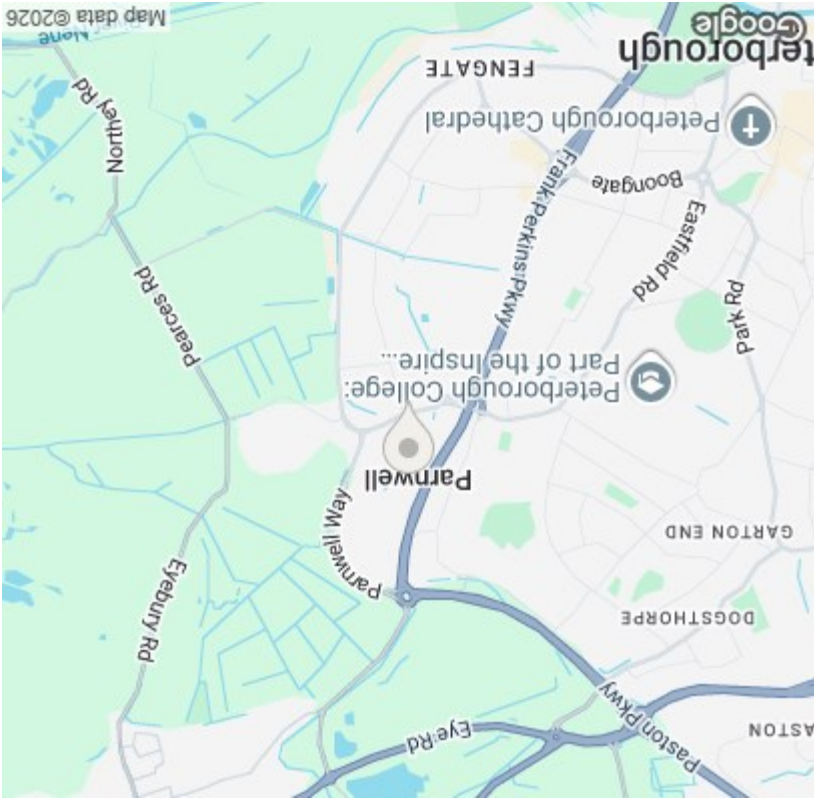 Paston Pkwy
ASTON
Eye Rd
DOGSTHORPE
Eyebury Rd
Parnwell Way
GARTON END
Parnwell
Peterborough College:
Part of the Inspire...
Park Rd
Pearces Rd
Frank Perkins Pkwy
Eastfield Rd
Boongate
Northey Rd
Peterborough Cathedral
FENGATE
terborough
Google
Map data ©2026